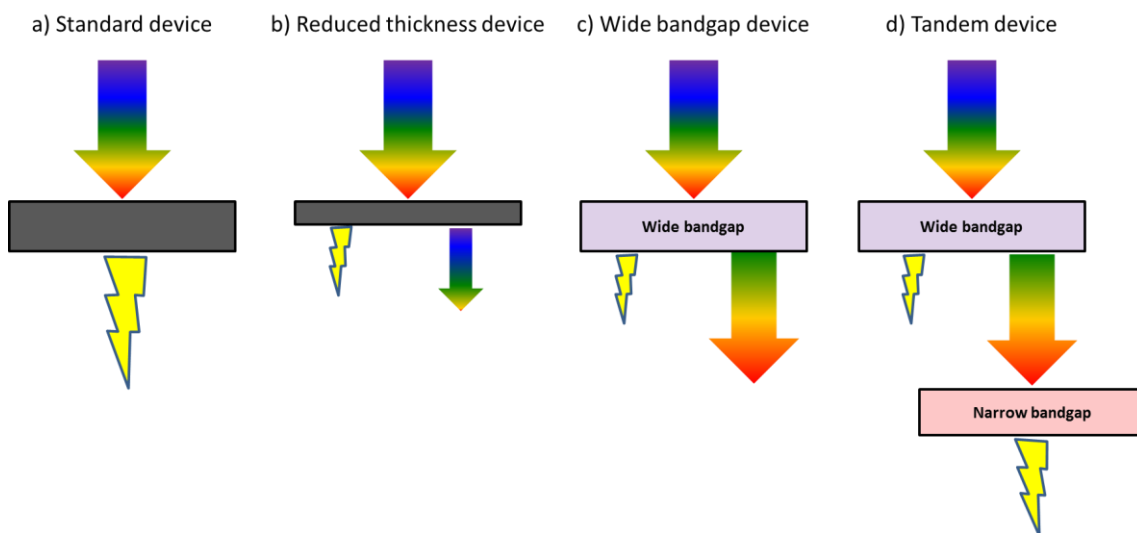 a) Standard device
b) Reduced thickness device
c) Wide bandgap device
d) Tandem device
Wide bandgap
Wide bandgap
Narrow bandgap